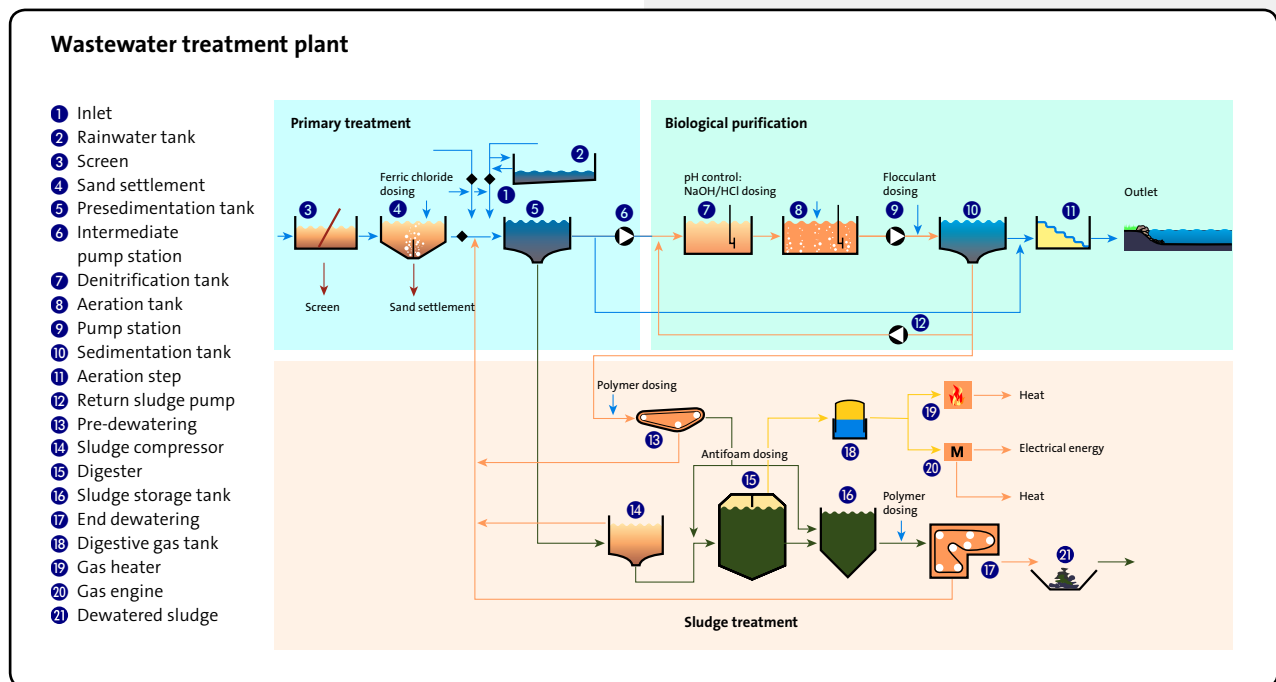 Wastewater treatment plant
1 Inlet
2 Rainwater tank
3 Screen
4 Sand settlement
5 Presedimentation tank
6 Intermediate
pump station
7 Denitrification tank
8 Aeration tank
9 Pump station
10 Sedimentation tank
11 Aeration step
12 Return sludge pump
13 Pre-dewatering
14 Sludge compressor
15 Digester
16 Sludge storage tank
17 End dewatering
18 Digestive gas tank
19 Gas heater
20 Gas engine
21 Dewatered sludge
Primary treatment
Ferric chloride
dosing
2
1
3
4
5
6
Screen
Sand settlement
Biological purification
pH control:
NaOH/HCl dosing
Flocculant
dosing
Outlet
7
8
9
10
11
12
Polymer dosing
13
Antifoam dosing
14
15
16
18
19
Heat
M
20
Electrical energy
Heat
Polymer
dosing
17
21
Sludge treatment